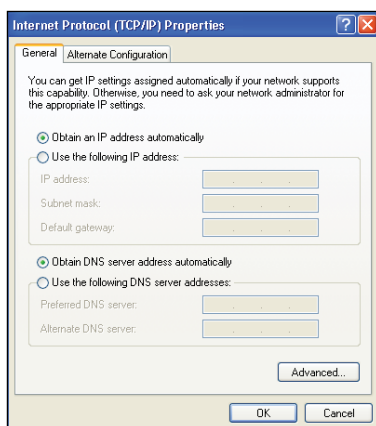 Internet Protocol (TCP/IP) Properties
General
Alternate Configuration
You can get IP settings assigned automatically if your network supports
this capability. Otherwise, you need to ask your network administrator for
the appropriate IP settings.
Obtain an IP address automatically
Use the following IP address:
IP address:
Subnet mask:
Default gateway:
Obtain DNS server address automatically
Use the following DNS server addresses:
Preferred DNS server:
Alternate DNS server:
Advanced...
OK
Cancel